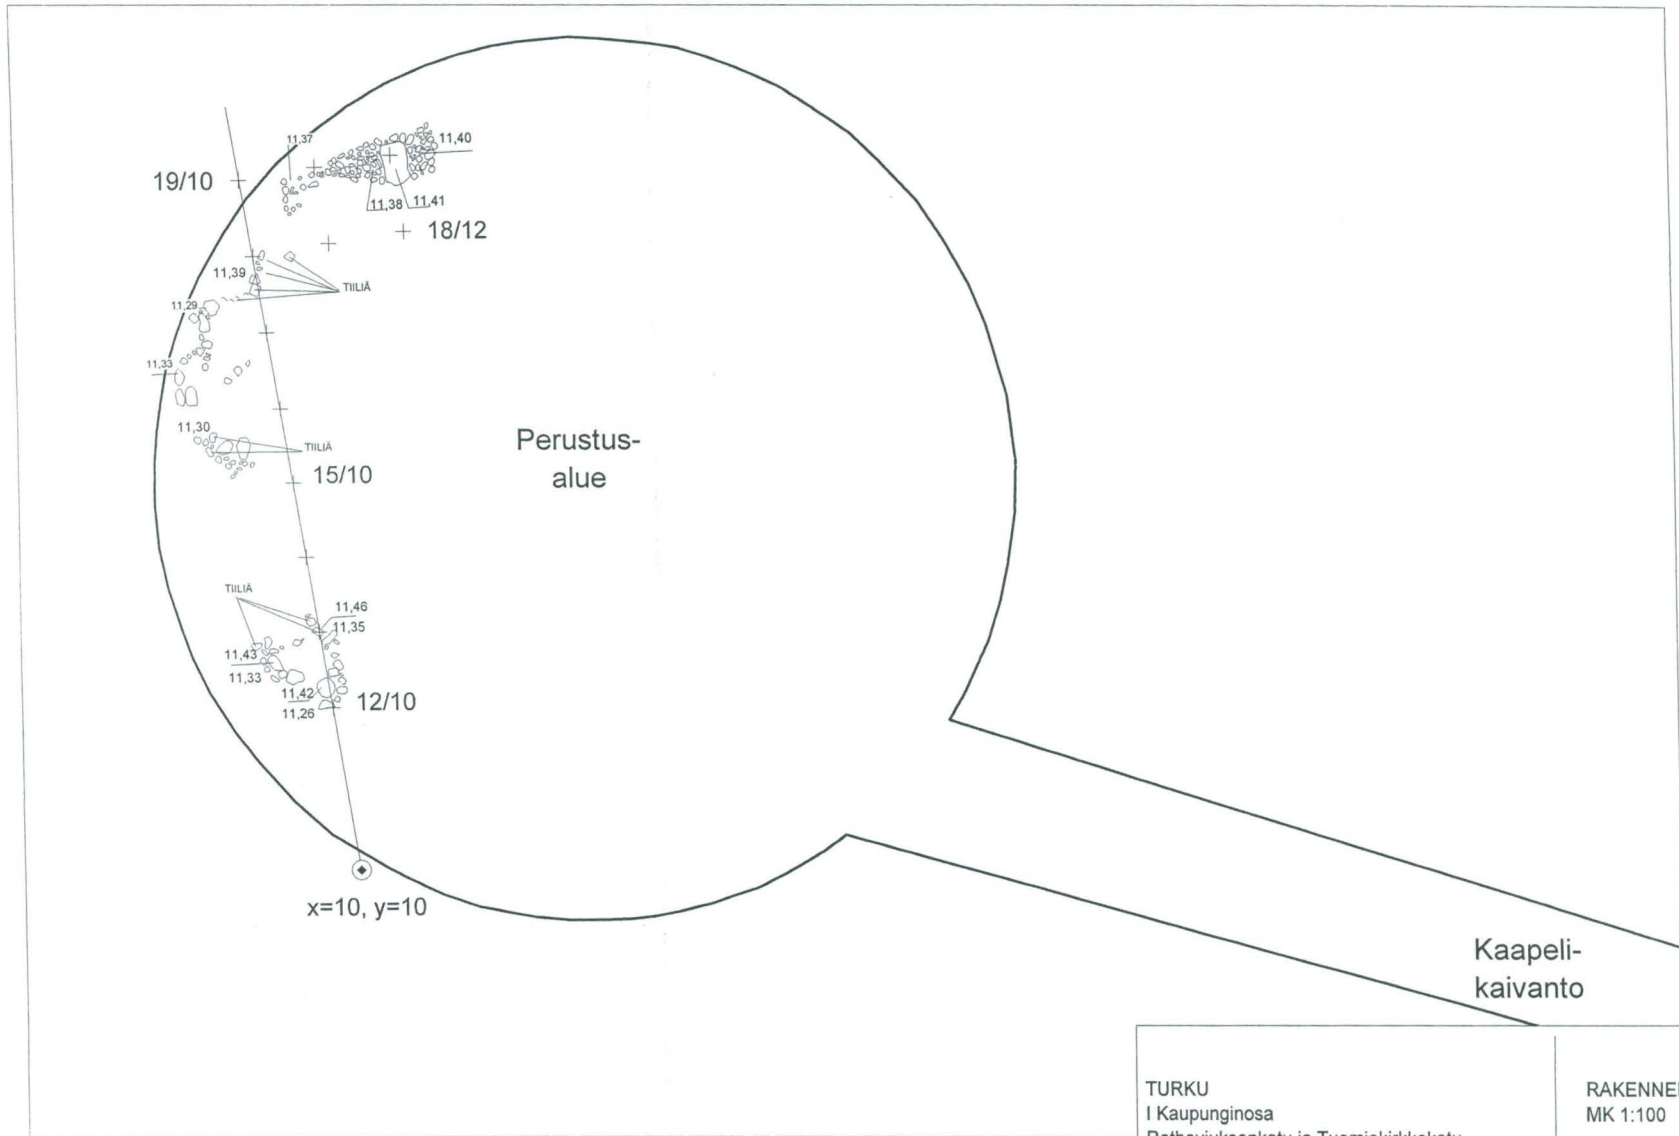 11,37
11,40
19/10
11,38
11,41
18/12
11,39
TIILIÄ
11,29
11,33
11,30
TIILIÄ
15/10
Perustus-
alue
TIILIÄ
11,46
11,35
11,43
11,33
11,42
11,26
12/10
x=10, y=10
Kaapeli-
kaivanto
TURKU
I Kaupunginosa
MK 1:100